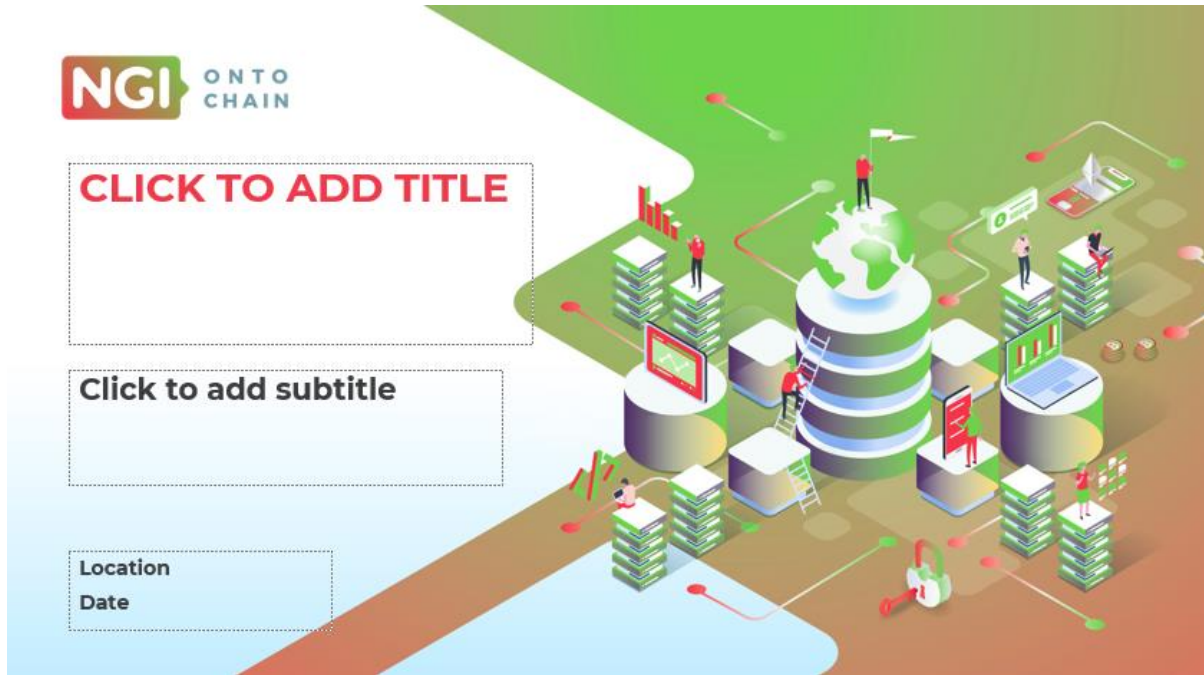 NGI ONTO
CHAIN
CLICK TO ADD TITLE
Click to add subtitle
Location
Date